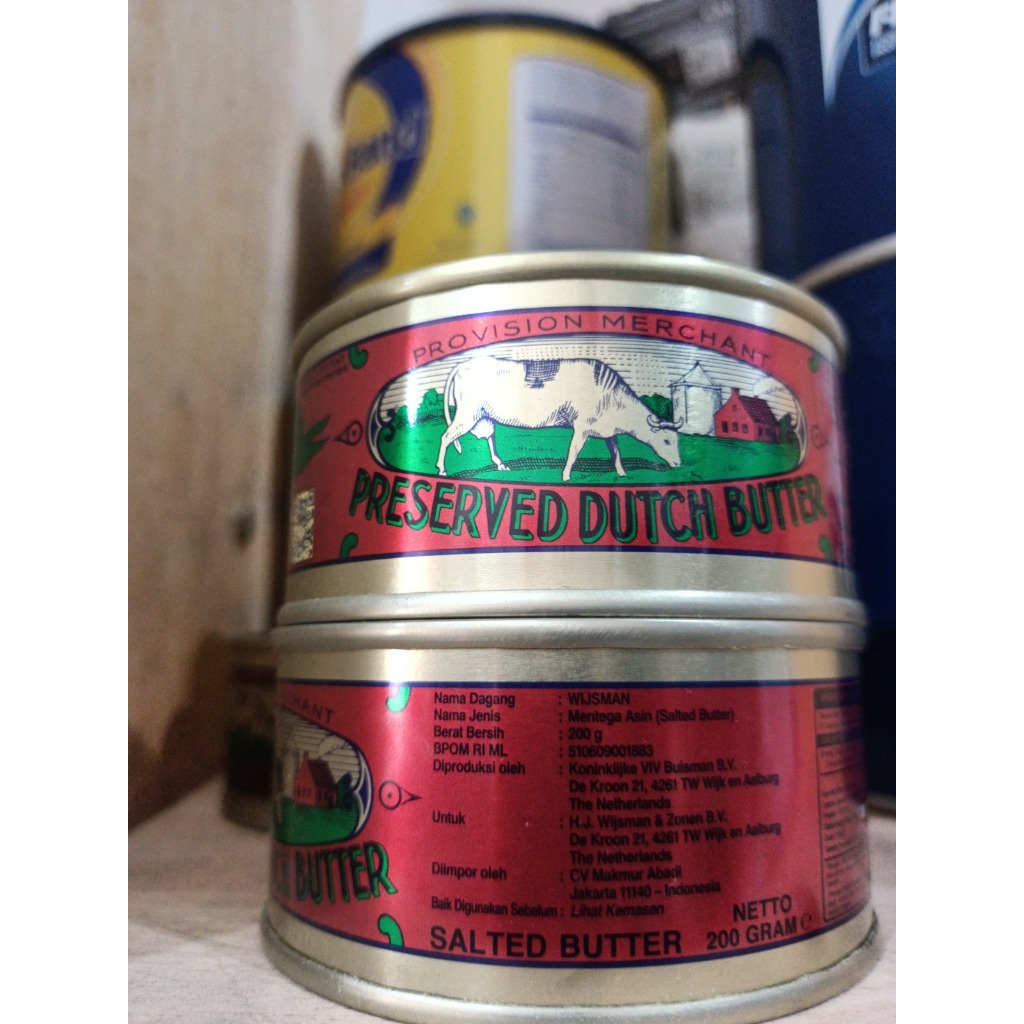 PROVISION MERCHANT
PRESERVED DUTCH BUTTER
BUTTER
Nama Dagang : WIJSMAN
Nama Jenis : Mentega Asin (Salted Butter)
Berat Bersih : 200 g
BPOM RI ML : 510609001883
Diproduksi oleh : Koninklijke VIV Buisman B.V.
De Kroon 21, 4261 TW Wijk en Aalburg
The Netherlands
Untuk : H.J. Wijsman & Zonen B.V.
De Kroon 21, 4261 TW Wijk en Aalburg
The Netherlands
Diimpor oleh : CV Makmur Abadi
Jakarta 11140 – Indonesia
Baik Digunakan Sebelum : Lihat Kemasan
SALTED BUTTER
NETTO
200 GRAM ℮